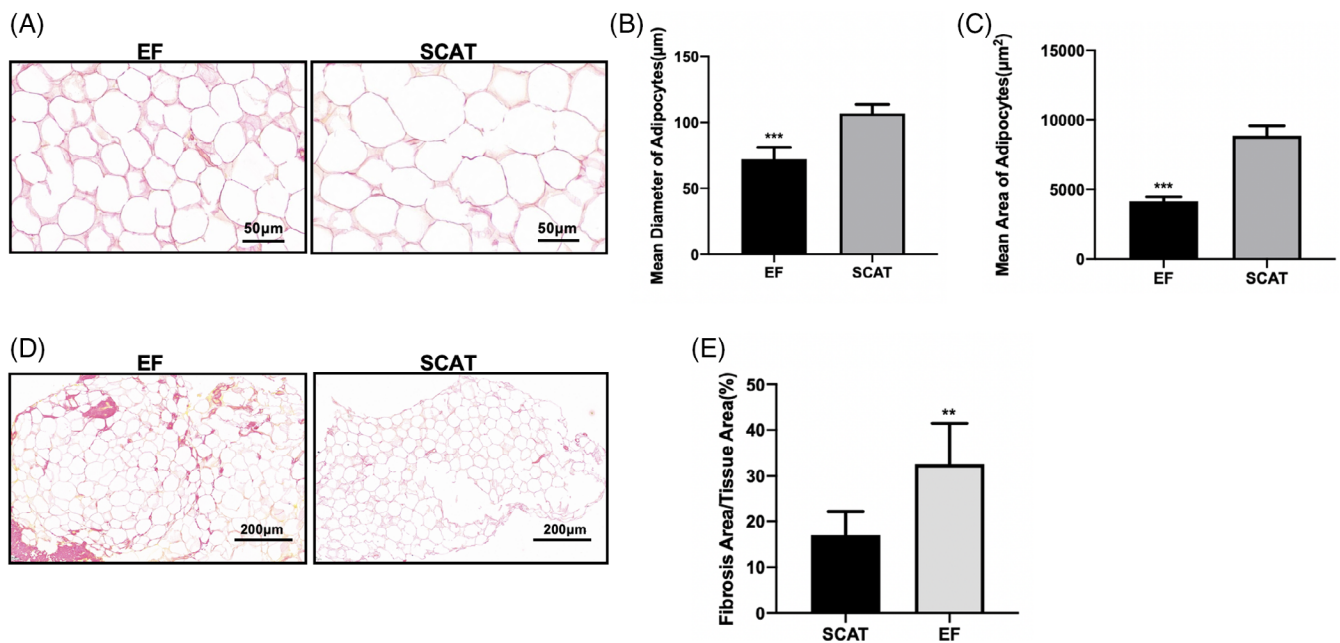 (A)
EF
SCAT
50µm
50µm
(B)
Mean Diameter of Adipocytes(µm)
150
100
50
0
***
EF
SCAT
(C)
Mean Area of Adipocytes(µm²)
15000
10000
5000
0
***
EF
SCAT
(D)
EF
SCAT
200µm
200µm
(E)
Fibrosis Area/Tissue Area(%)
50
40
30
20
10
0
**
SCAT
EF